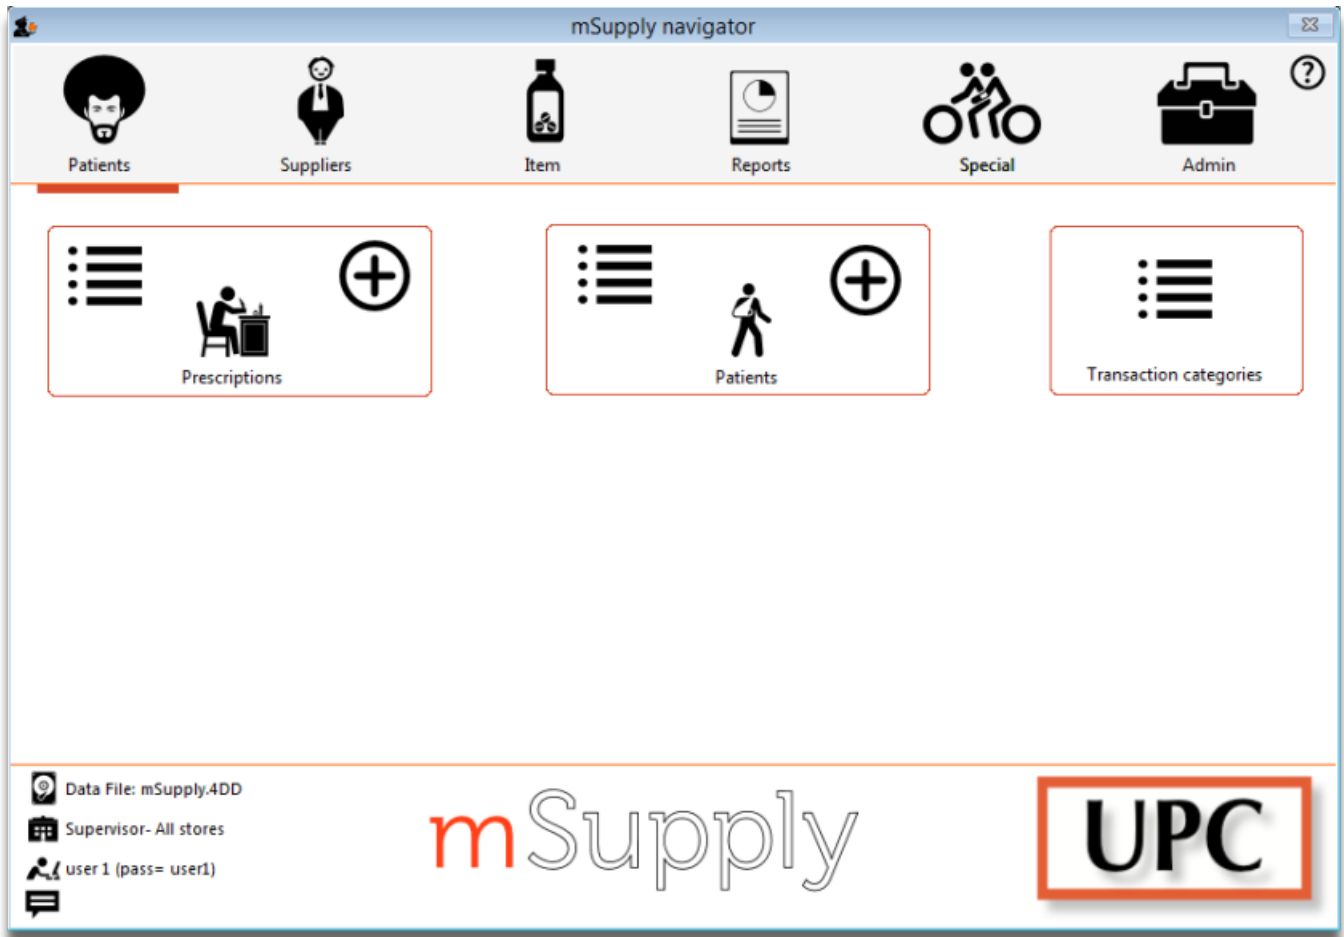 mSupply navigator
?
Patients
Suppliers
Item
Reports
Special
Admin
Prescriptions
Patients
Transaction categories
Data File: mSupply.4DD
Supervisor- All stores
user 1 (pass= user1)
mSupply
UPC